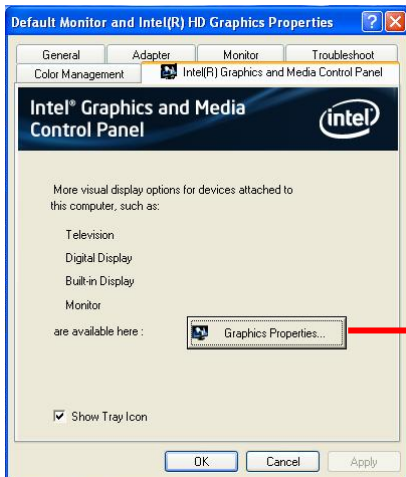 Default Monitor and Intel(R) HD Graphics Properties
General Adapter Monitor Troubleshoot
Color Management Intel(R) Graphics and Media Control Panel
Intel® Graphics and Media
Control Panel
intel
More visual display options for devices attached to
this computer, such as:
Television
Digital Display
Built-in Display
Monitor
are available here :
Graphics Properties...
Show Tray Icon
OK Cancel Apply